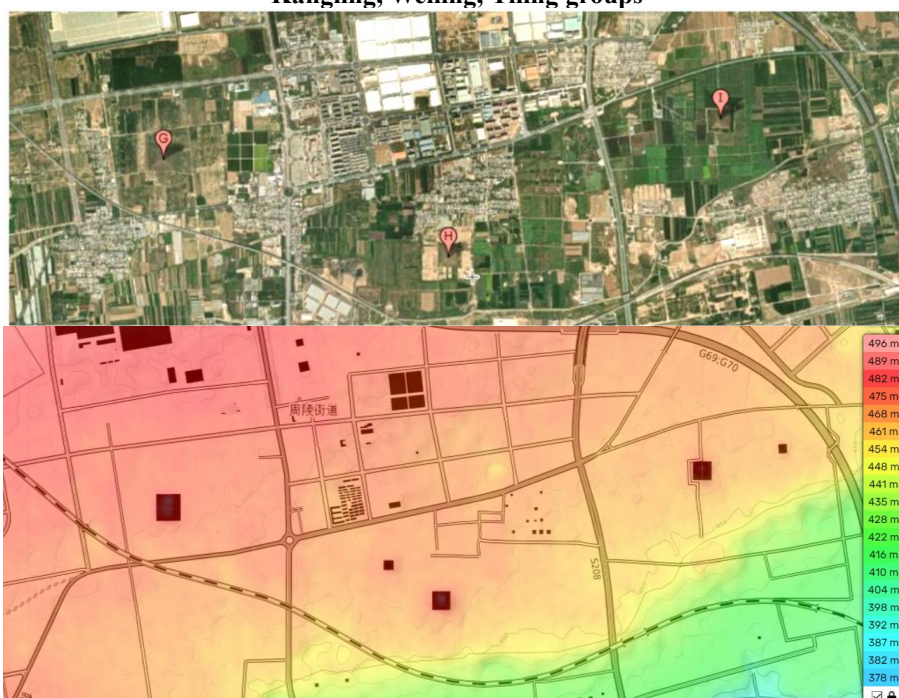 Kangling, Weiling, Yiling groups
G
I
H
496 m
489 m
482 m
475 m
468 m
461 m
454 m
448 m
441 m
435 m
428 m
422 m
416 m
410 m
404 m
398 m
392 m
387 m
382 m
378 m
G69;G70
周陵街道
S208